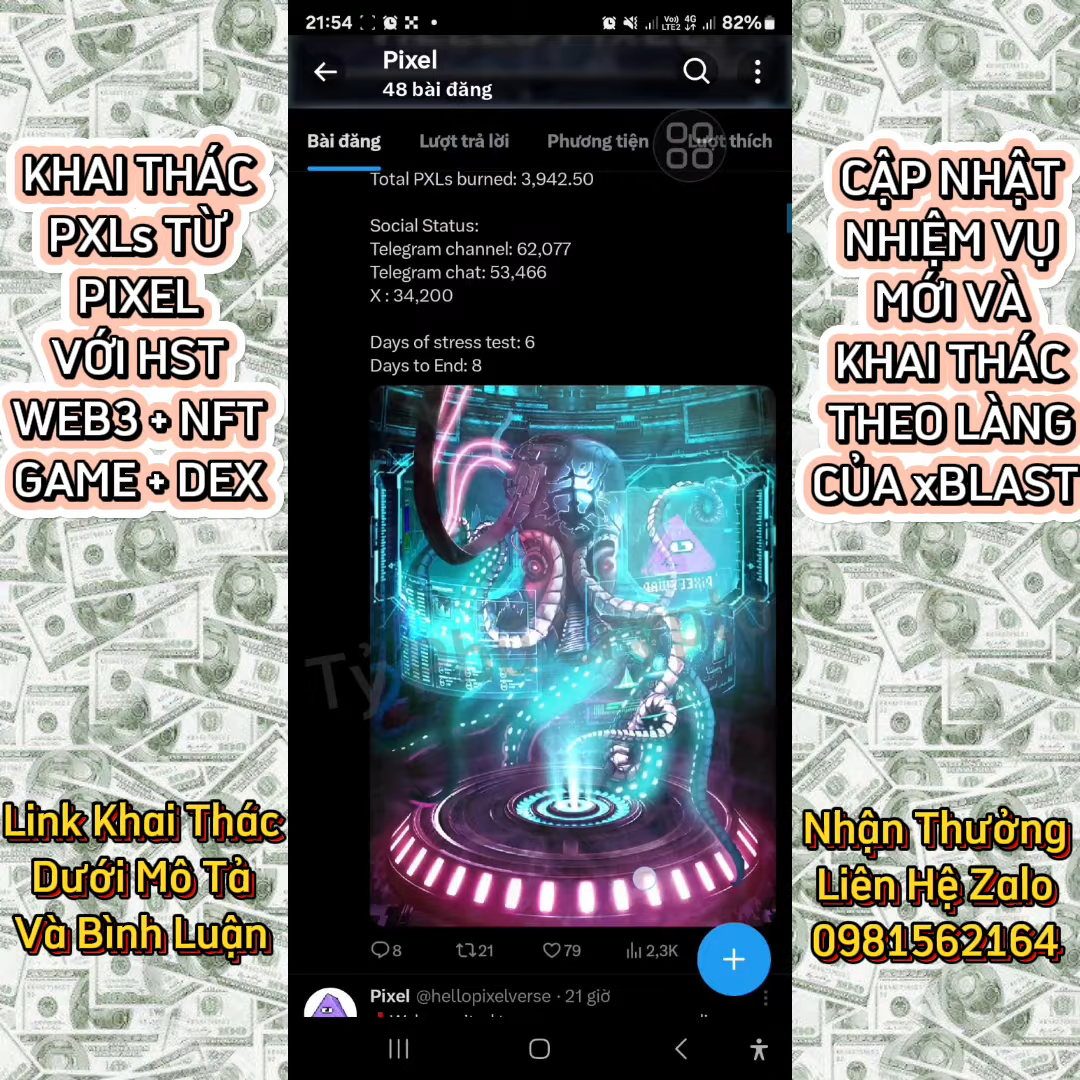 21:54
Vo)) 4G
LTE2
82%
Pixel
48 bài đăng
Bài đăng
Lượt trả lời
Phương tiện
Lượt thích
Total PXLs burned: 3,942.50
Social Status:
Telegram channel: 62,077
Telegram chat: 53,466
X : 34,200
Days of stress test: 6
Days to End: 8
8
21
79
2,3K
Pixel @hellopixelverse · 21 giờ
KHAI THÁC
PXLs TỪ
PIXEL
VỚI HST
WEB3 + NFT
GAME + DEX
Link Khai Thác
Dưới Mô Tả
Và Bình Luận
CẬP NHẬT
NHIỆM VỤ
MỚI VÀ
KHAI THÁC
THEO LÀNG
CỦA xBLAST
Nhận Thưởng
Liên Hệ Zalo
0981562164